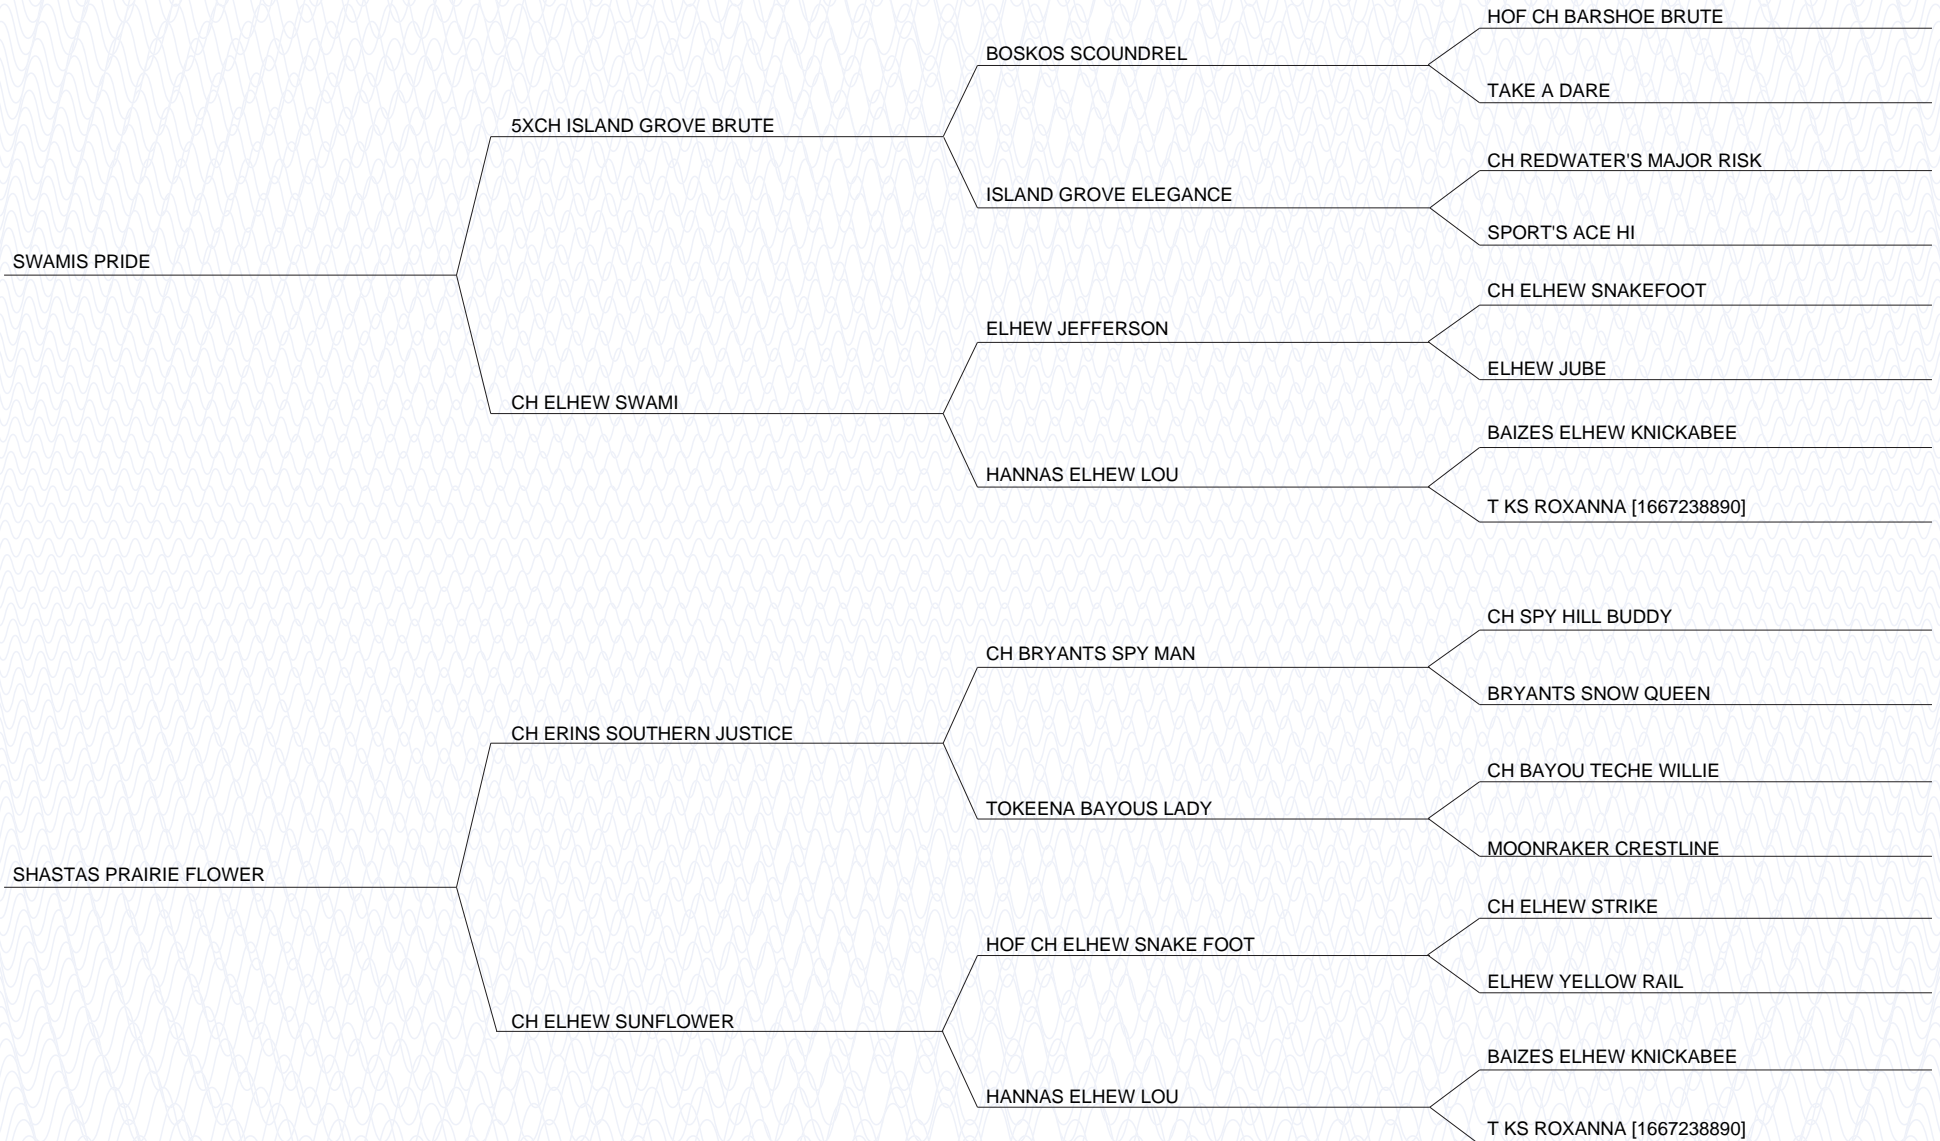 HOF CH BARSHOE BRUTE
BOSKOS SCOUNDREL
TAKE A DARE
5XCH ISLAND GROVE BRUTE
CH REDWATER'S MAJOR RISK
ISLAND GROVE ELEGANCE
SPORT'S ACE HI
SWAMIS PRIDE
CH ELHEW SNAKEFOOT
ELHEW JEFFERSON
ELHEW JUBE
CH ELHEW SWAMI
BAIZES ELHEW KNICKABEE
HANNAS ELHEW LOU
T KS ROXANNA [1667238890]
CH SPY HILL BUDDY
CH BRYANTS SPY MAN
BRYANTS SNOW QUEEN
CH ERINS SOUTHERN JUSTICE
CH BAYOU TECHE WILLIE
TOKEENA BAYOUS LADY
MOONRAKER CRESTLINE
SHASTAS PRAIRIE FLOWER
CH ELHEW STRIKE
HOF CH ELHEW SNAKE FOOT
ELHEW YELLOW RAIL
CH ELHEW SUNFLOWER
BAIZES ELHEW KNICKABEE
HANNAS ELHEW LOU
T KS ROXANNA [1667238890]